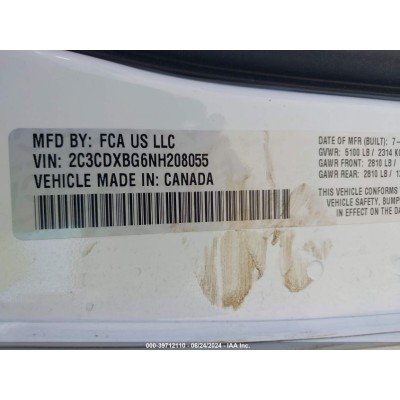 MFD BY: FCA US LLC
VIN: 2C3CDXBG6NH208055
VEHICLE MADE IN: CANADA
DATE OF MFR (BUILT): 7-
GVWR: 5100 LB / 2314 K
GAWR FRONT: 2810 LB /
GAWR REAR: 2810 LB / 1
THIS VEHICLE CONFORMS
VEHICLE SAFETY, BUMP
IN EFFECT ON THE DA
000-39712110 | 06/24/2024 | IAA Inc.